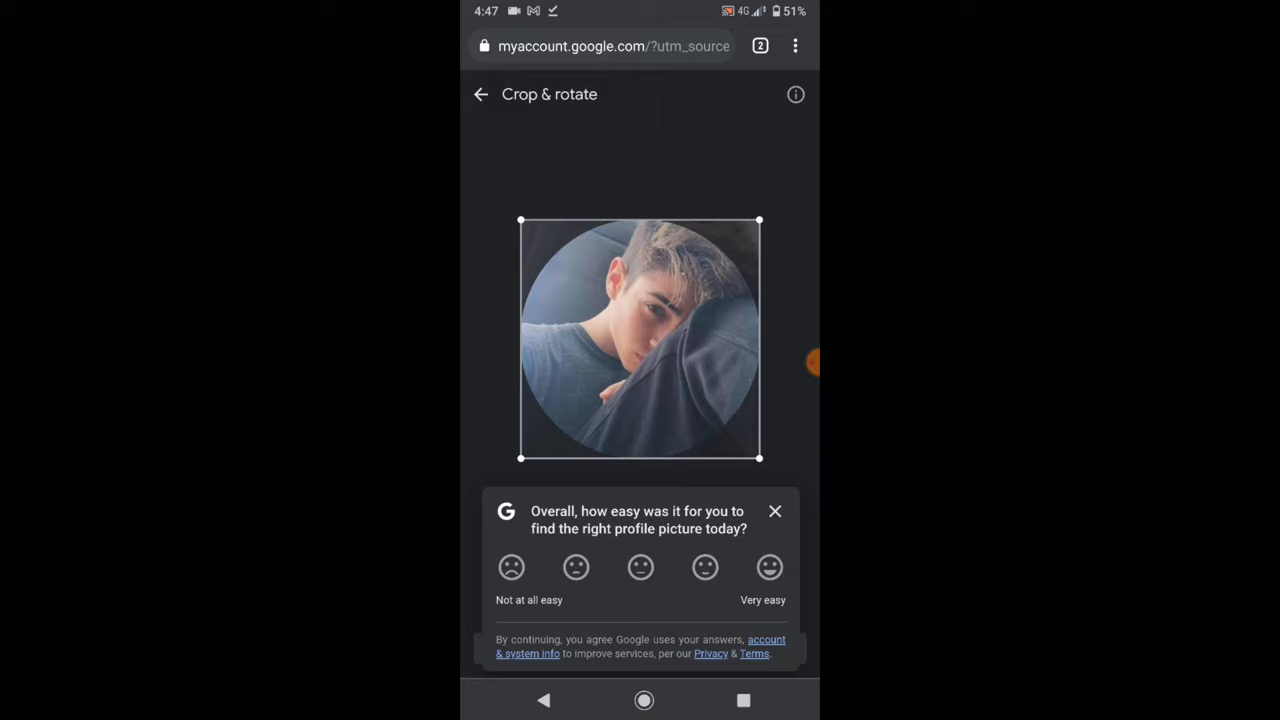 4:47
4G
51%
myaccount.google.com/?utm_source
2
Crop & rotate
G Overall, how easy was it for you to
find the right profile picture today?
Not at all easy
Very easy
By continuing, you agree Google uses your answers, account
& system info to improve services, per our Privacy & Terms.